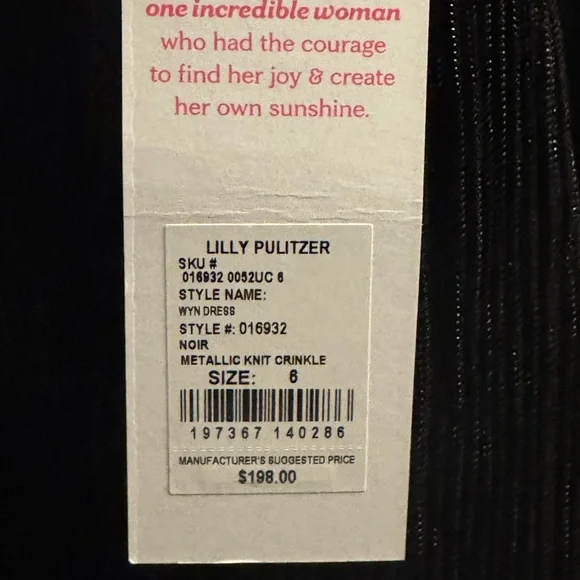 one incredible woman
who had the courage
to find her joy & create
her own sunshine.
LILLY PULITZER
SKU #
016932 0052UC 6
STYLE NAME:
WYN DRESS
STYLE #: 016932
NOIR
METALLIC KNIT CRINKLE
SIZE: 6
197367 140286
MANUFACTURER'S SUGGESTED PRICE
$198.00